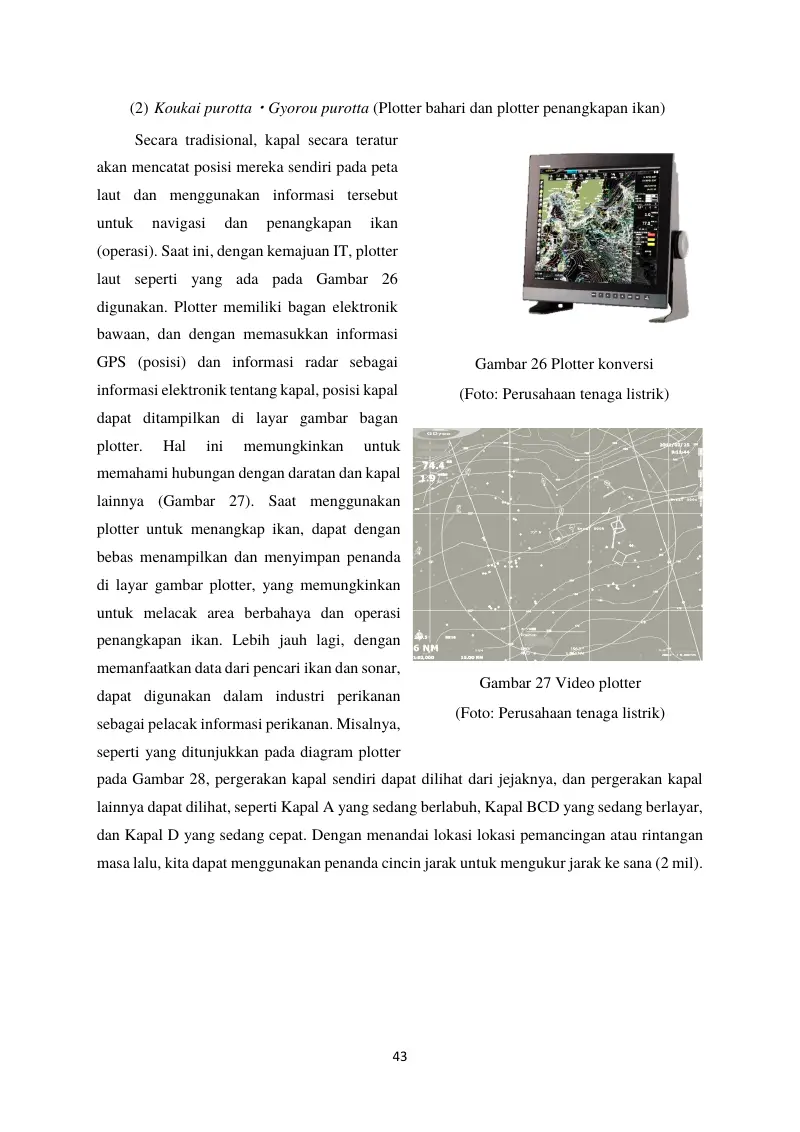 (2) Koukai purotta・Gyorou purotta (Plotter bahari dan plotter penangkapan ikan)
Secara tradisional, kapal secara teratur
akan mencatat posisi mereka sendiri pada peta
laut dan menggunakan informasi tersebut
untuk navigasi dan penangkapan ikan
(operasi). Saat ini, dengan kemajuan IT, plotter
laut seperti yang ada pada Gambar 26
digunakan. Plotter memiliki bagan elektronik
bawaan, dan dengan memasukkan informasi
GPS (posisi) dan informasi radar sebagai
informasi elektronik tentang kapal, posisi kapal
dapat ditampilkan di layar gambar bagan
plotter. Hal ini memungkinkan untuk
memahami hubungan dengan daratan dan kapal
lainnya (Gambar 27). Saat menggunakan
plotter untuk menangkap ikan, dapat dengan
bebas menampilkan dan menyimpan penanda
di layar gambar plotter, yang memungkinkan
untuk melacak area berbahaya dan operasi
penangkapan ikan. Lebih jauh lagi, dengan
memanfaatkan data dari pencari ikan dan sonar,
dapat digunakan dalam industri perikanan
sebagai pelacak informasi perikanan. Misalnya,
seperti yang ditunjukkan pada diagram plotter
Gambar 26 Plotter konversi
(Foto: Perusahaan tenaga listrik)
74.4
1.9
6 NM
Gambar 27 Video plotter
(Foto: Perusahaan tenaga listrik)
pada Gambar 28, pergerakan kapal sendiri dapat dilihat dari jejaknya, dan pergerakan kapal
lainnya dapat dilihat, seperti Kapal A yang sedang berlabuh, Kapal BCD yang sedang berlayar,
dan Kapal D yang sedang cepat. Dengan menandai lokasi lokasi pemancingan atau rintangan
masa lalu, kita dapat menggunakan penanda cincin jarak untuk mengukur jarak ke sana (2 mil).
43